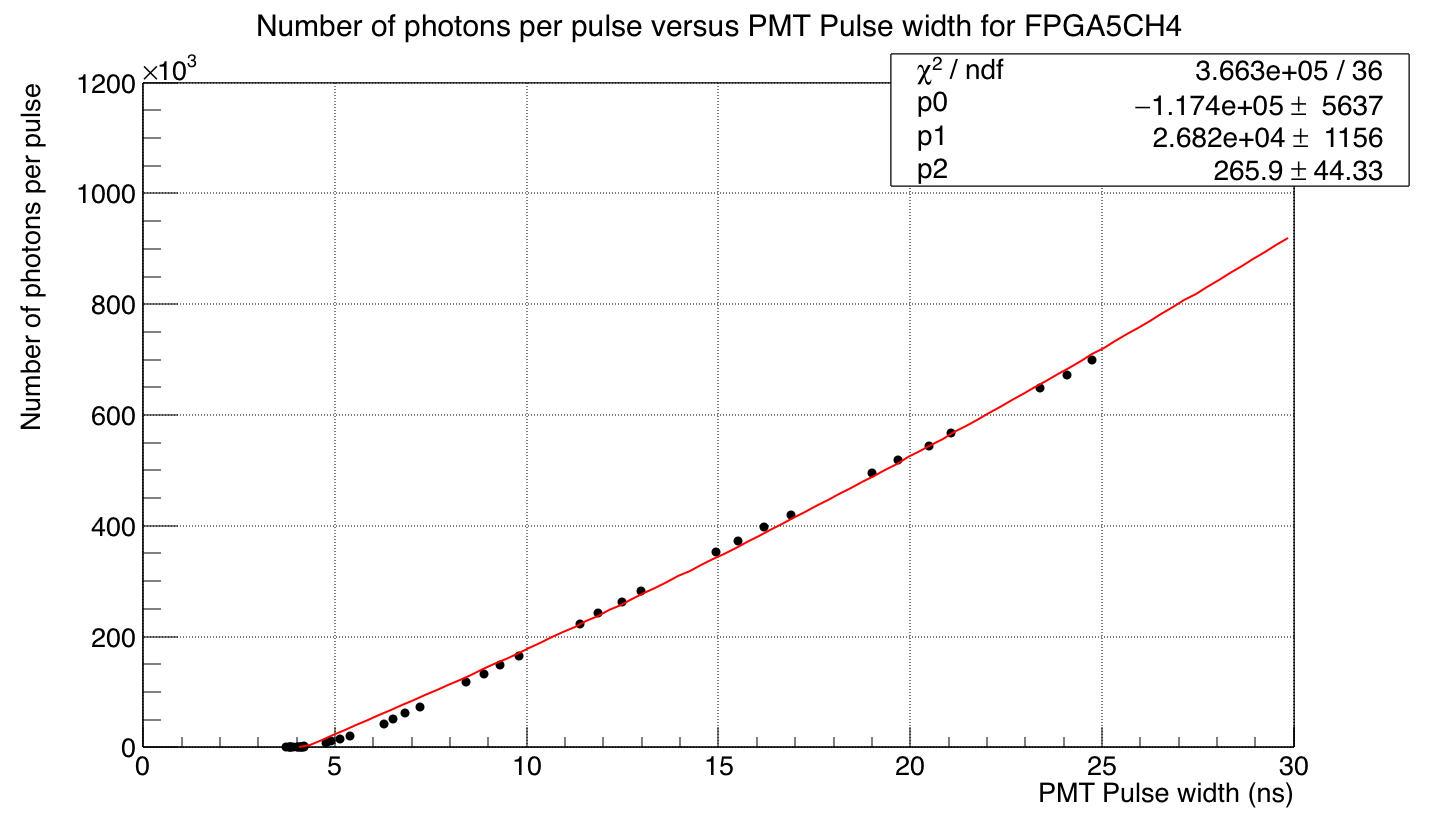 Number of photons per pulse versus PMT Pulse width for FPGA5CH4
×10³
χ² / ndf 3.663e+05 / 36
p0 −1.174e+05 ± 5637
p1 2.682e+04 ± 1156
p2 265.9 ± 44.33
Number of photons per pulse
1200
1000
800
600
400
200
0
0 5 10 15 20 25 30
PMT Pulse width (ns)